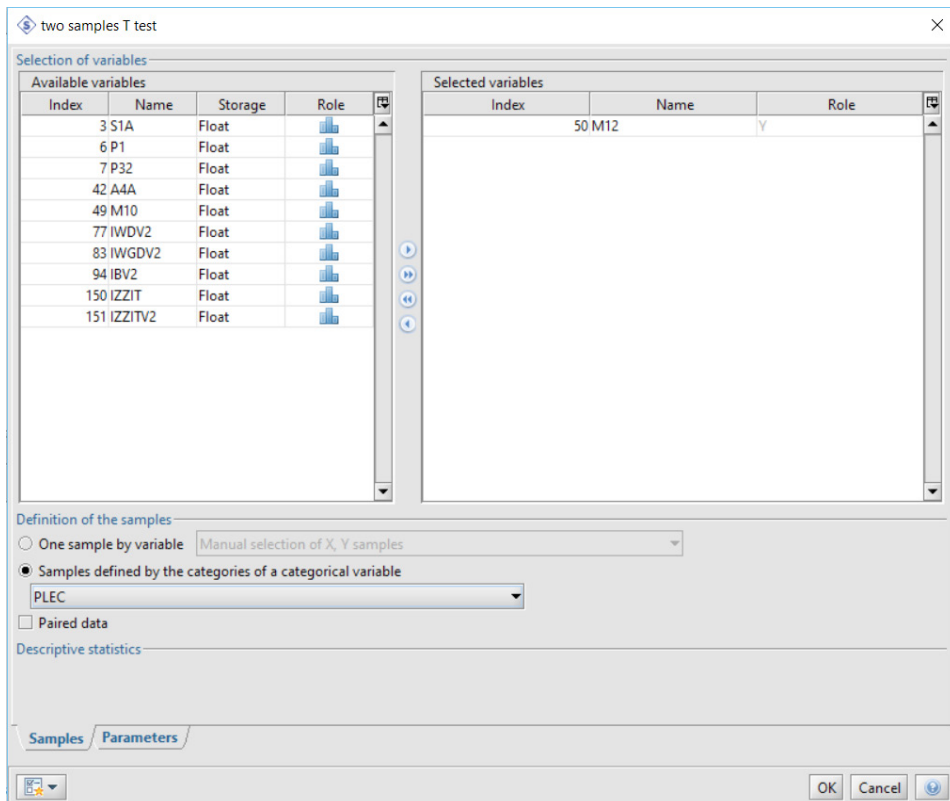 two samples T test
Selection of variables
Available variables
Index Name Storage Role
3 S1A Float
6 P1 Float
7 P32 Float
42 A4A Float
49 M10 Float
77 IWDV2 Float
83 IWGDV2 Float
94 IBV2 Float
150 IZZIT Float
151 IZZITV2 Float
Selected variables
Index Name Role
50 M12 Y
Definition of the samples
One sample by variable Manual selection of X, Y samples
Samples defined by the categories of a categorical variable
PLEC
Paired data
Descriptive statistics
Samples Parameters
OK Cancel